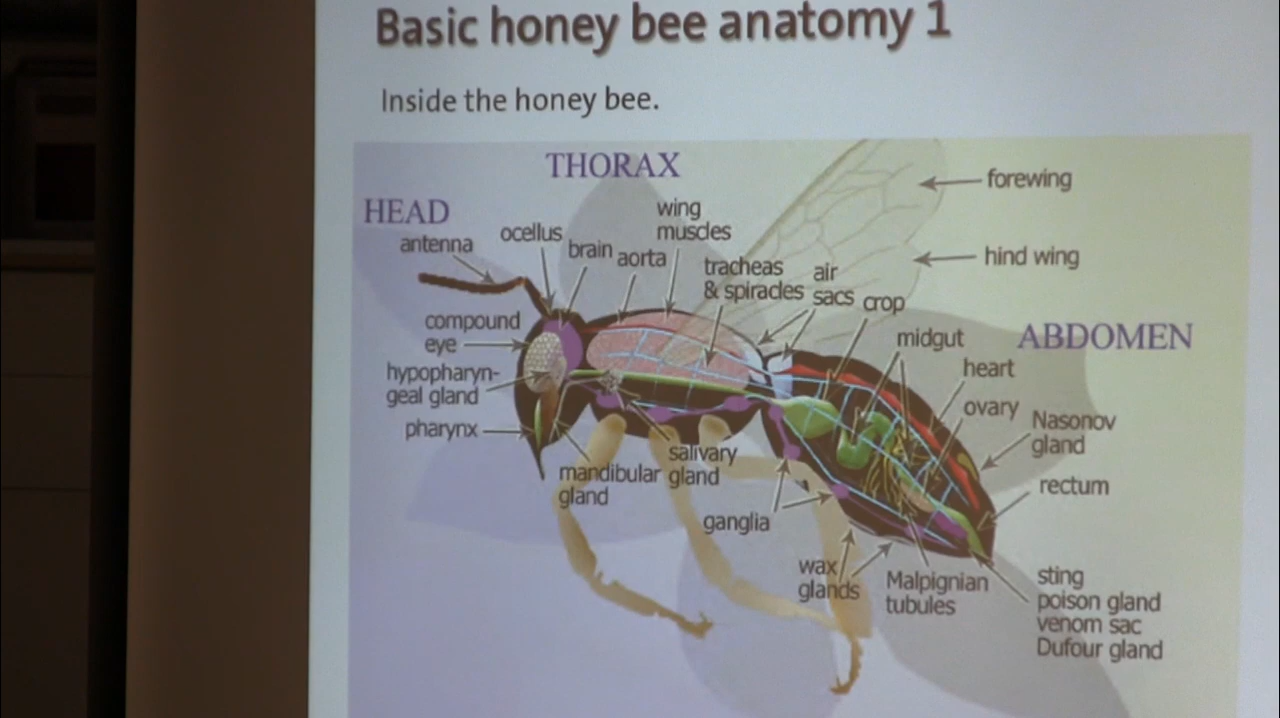 Basic honey bee anatomy 1
Inside the honey bee.
THORAX
HEAD
antenna
ocellus
brain
aorta
wing
muscles
tracheas
& spiracles
air
sacs
crop
forewing
hind wing
midgut
ABDOMEN
heart
ovary
Nasonov
gland
rectum
compound
eye
hypopharyn-
geal gland
pharynx
mandibular
gland
salivary
gland
ganglia
wax
glands
Malpignian
tubules
sting
poison gland
venom sac
Dufour gland